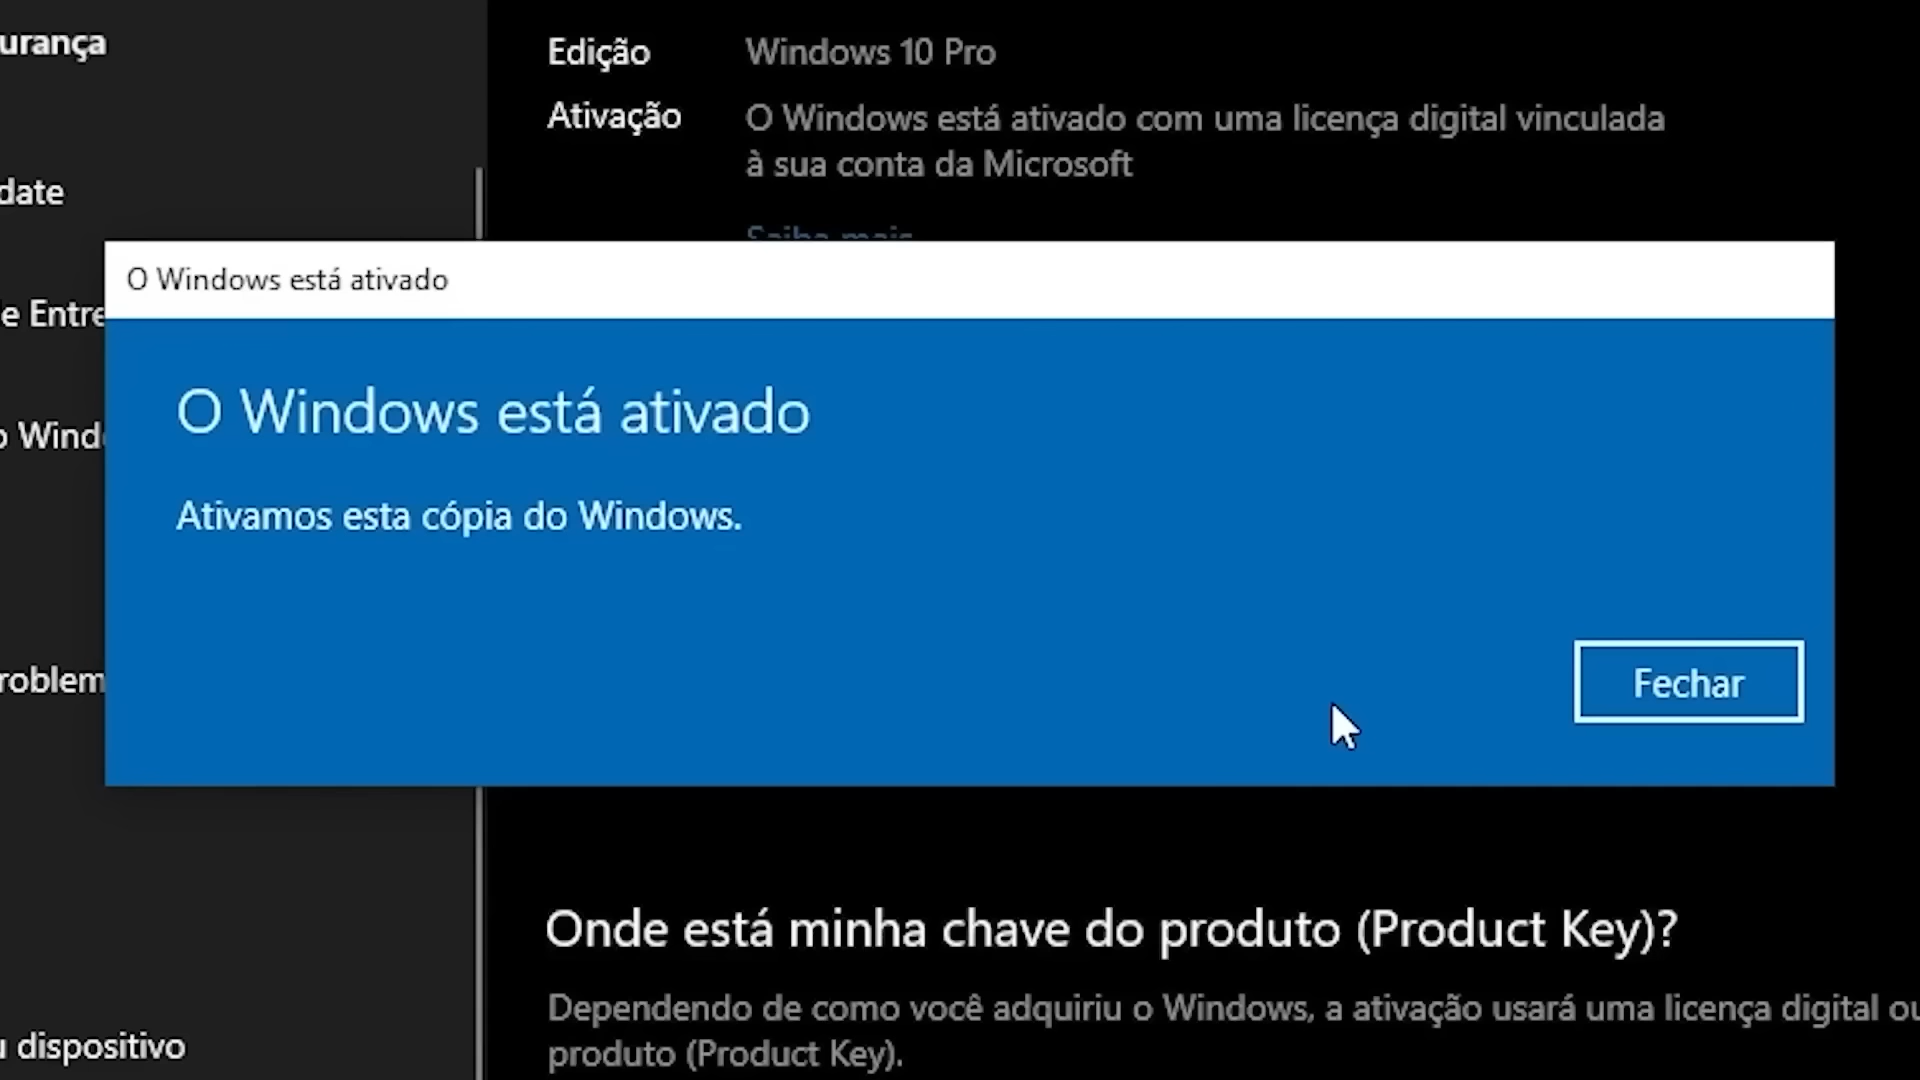 urança
date
e Entre
o Wind
roblem
u dispositivo
Edição Windows 10 Pro
Ativação O Windows está ativado com uma licença digital vinculada
à sua conta da Microsoft
Saiba mais
O Windows está ativado
O Windows está ativado
Ativamos esta cópia do Windows.
Fechar
Onde está minha chave do produto (Product Key)?
Dependendo de como você adquiriu o Windows, a ativação usará uma licença digital ou
produto (Product Key).